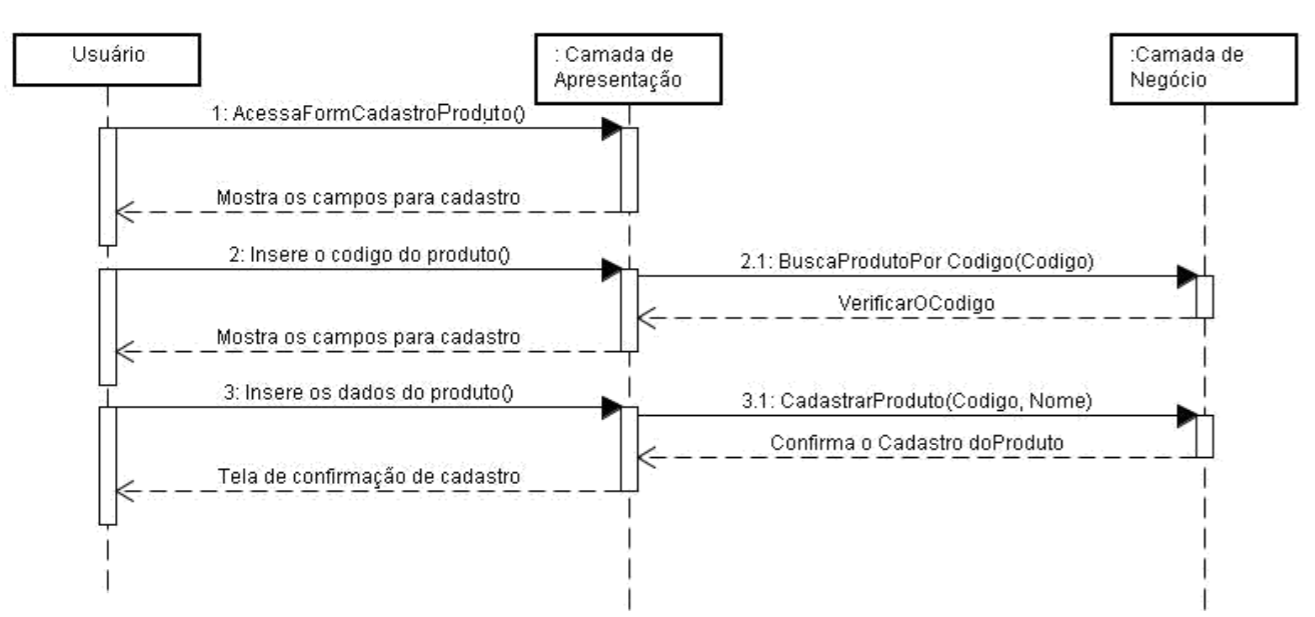 Usuário
: Camada de
Apresentação
:Camada de
Negócio
1: AcessaFormCadastroProduto()
Mostra os campos para cadastro
2: Insere o codigo do produto()
2.1: BuscaProdutoPor Codigo(Codigo)
VerificarOCodigo
Mostra os campos para cadastro
3: Insere os dados do produto()
3.1: CadastrarProduto(Codigo, Nome)
Confirma o Cadastro doProduto
Tela de confirmação de cadastro